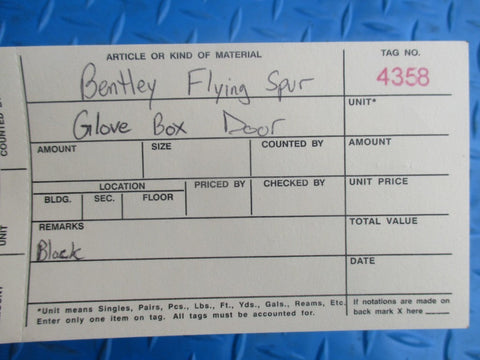 ARTICLE OR KIND OF MATERIAL
TAG NO.
Bentley Flying Spur
4358
UNIT*
Glove Box Door
AMOUNT SIZE COUNTED BY AMOUNT
LOCATION PRICED BY CHECKED BY UNIT PRICE
BLDG. SEC. FLOOR
REMARKS TOTAL VALUE
Black
DATE
*Unit means Singles, Pairs, Pcs., Lbs., Ft., Yds., Gals., Reams, Etc.
Enter only one item on tag. All tags must be accounted for.
If notations are made on
back mark X here
COUNTED BY
UNIT